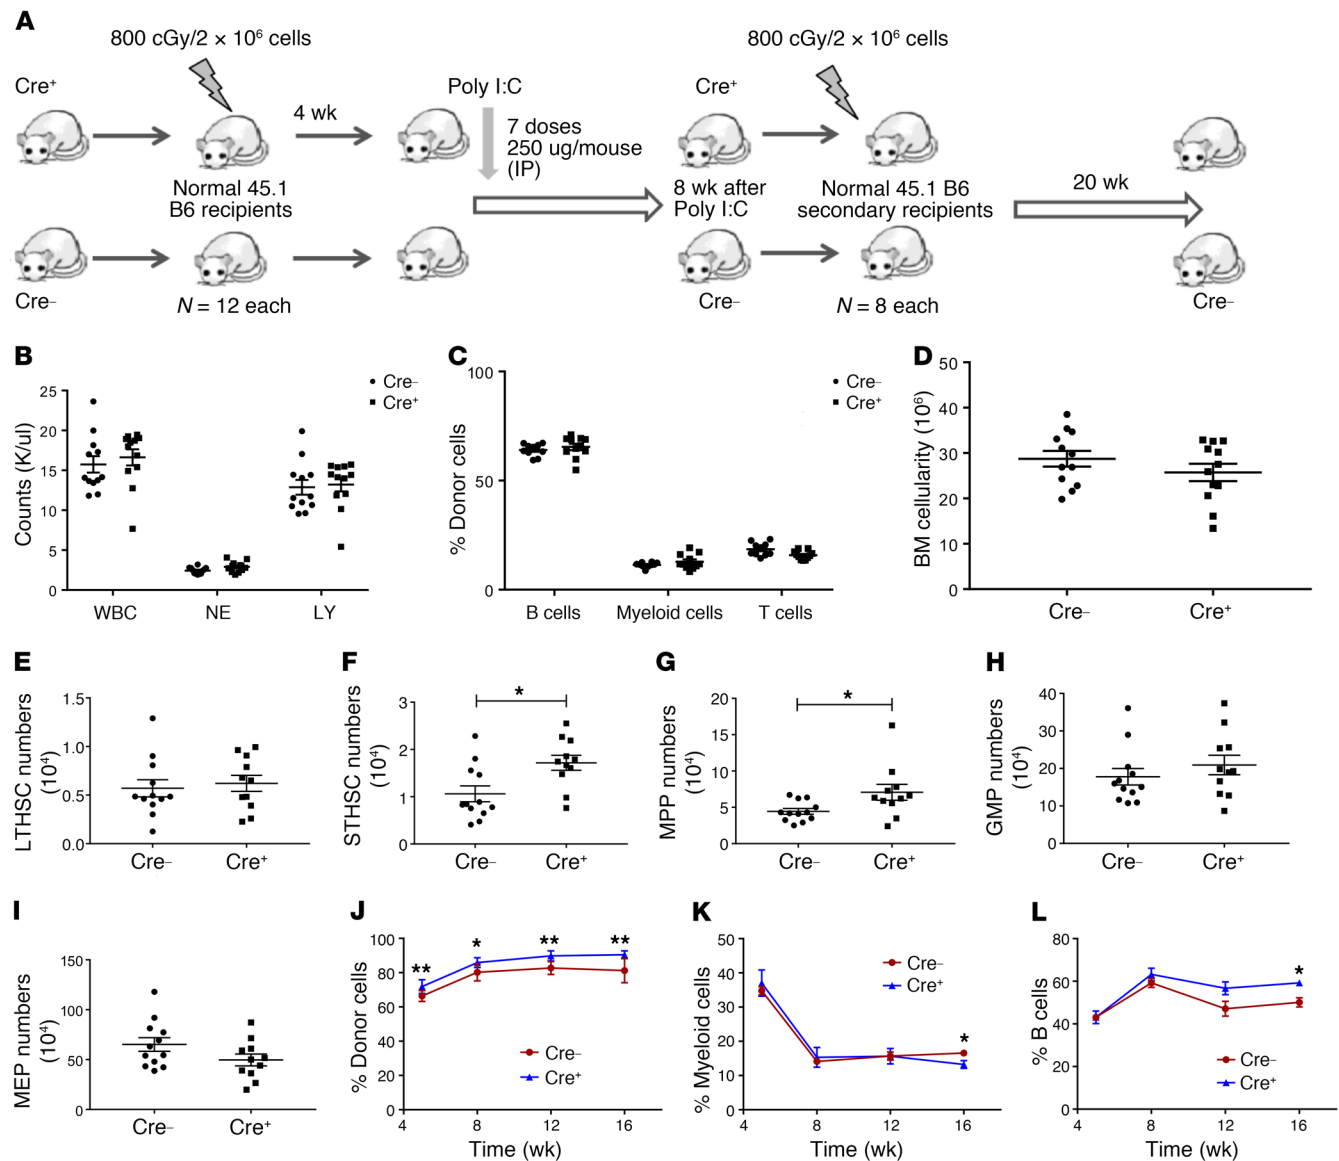 A
800 cGy/2 × 10⁶ cells
800 cGy/2 × 10⁶ cells
Cre⁺
4 wk
Poly I:C
7 doses
250 ug/mouse
(IP)
Cre⁺
Normal 45.1
B6 recipients
8 wk after
Poly I:C
Normal 45.1 B6
secondary recipients
20 wk
Cre–
N = 12 each
Cre–
N = 8 each
Cre–
B
Counts (K/ul)
25
20
15
10
5
0
WBC
NE
LY
Cre–
Cre⁺
C
% Donor cells
100
50
0
B cells
Myeloid cells
T cells
Cre–
Cre⁺
D
BM cellularity (10⁶)
50
40
30
20
10
0
Cre–
Cre⁺
E
LTHSC numbers
(10⁴)
1.5
1.0
0.5
0.0
Cre–
Cre⁺
F
STHSC numbers
(10⁴)
3
2
1
0
*
Cre–
Cre⁺
G
MPP numbers
(10⁴)
20
15
10
5
0
*
Cre–
Cre⁺
H
GMP numbers
(10⁴)
40
30
20
10
0
Cre–
Cre⁺
I
MEP numbers
(10⁴)
150
100
50
0
Cre–
Cre⁺
J
% Donor cells
100
80
60
40
20
0
** * ** **
Cre–
Cre⁺
4 8 12 16
Time (wk)
K
% Myeloid cells
50
40
30
20
10
0
Cre–
Cre⁺
*
4 8 12 16
Time (wk)
L
% B cells
80
60
40
20
0
*
Cre–
Cre⁺
4 8 12 16
Time (wk)